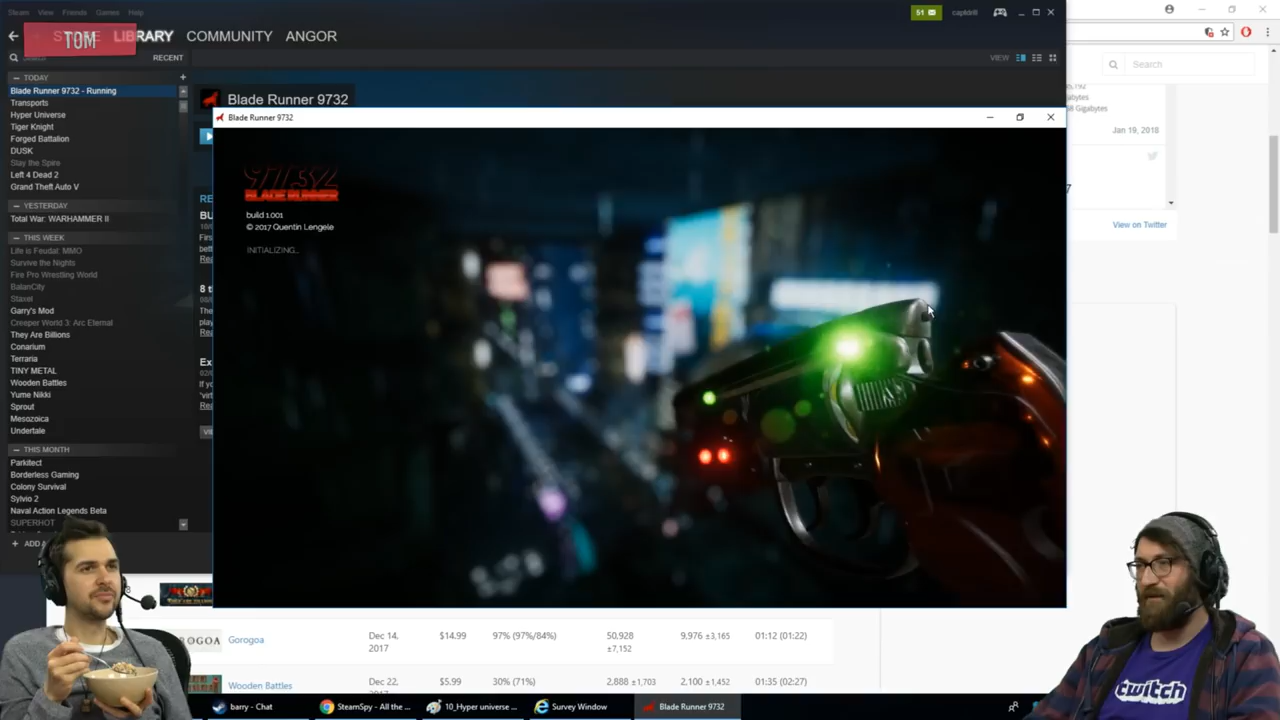 Steam View Friends Games Help
51
captdrill
TOM
LIBRARY COMMUNITY ANGOR
RECENT
VIEW
TODAY
Blade Runner 9732 - Running
Transports
Hyper Universe
Tiger Knight
Forged Battalion
DUSK
Slay the Spire
Left 4 Dead 2
Grand Theft Auto V
YESTERDAY
Total War: WARHAMMER II
THIS WEEK
Life is Feudal: MMO
Survive the Nights
Fire Pro Wrestling World
BalanCity
Staxel
Garry's Mod
Creeper World 3: Arc Eternal
They Are Billions
Conarium
Terraria
TINY METAL
Wooden Battles
Yume Nikki
Sprout
Mesozoica
Undertale
THIS MONTH
Parkitect
Borderless Gaming
Colony Survival
Sylvio 2
Naval Action Legends Beta
SUPERHOT
Blade Runner 9732
Blade Runner 9732
9732
BLADE RUNNER
build 1.001
© 2017 Quentin Lengele
INITIALIZING...
Search
Jan 19, 2018
View on Twitter
Gorogoa Dec 14, 2017 $14.99 97% (97%/84%) 50,928 ±7,152 9,976 ±3,165 01:12 (01:22)
Wooden Battles Dec 22, $5.99 30% (71%) 2,888 ±1,703 2,100 ±1,452 01:35 (02:27)
twitch
barry - Chat
SteamSpy - All the ...
10_Hyper universe ...
Survey Window
Blade Runner 9732